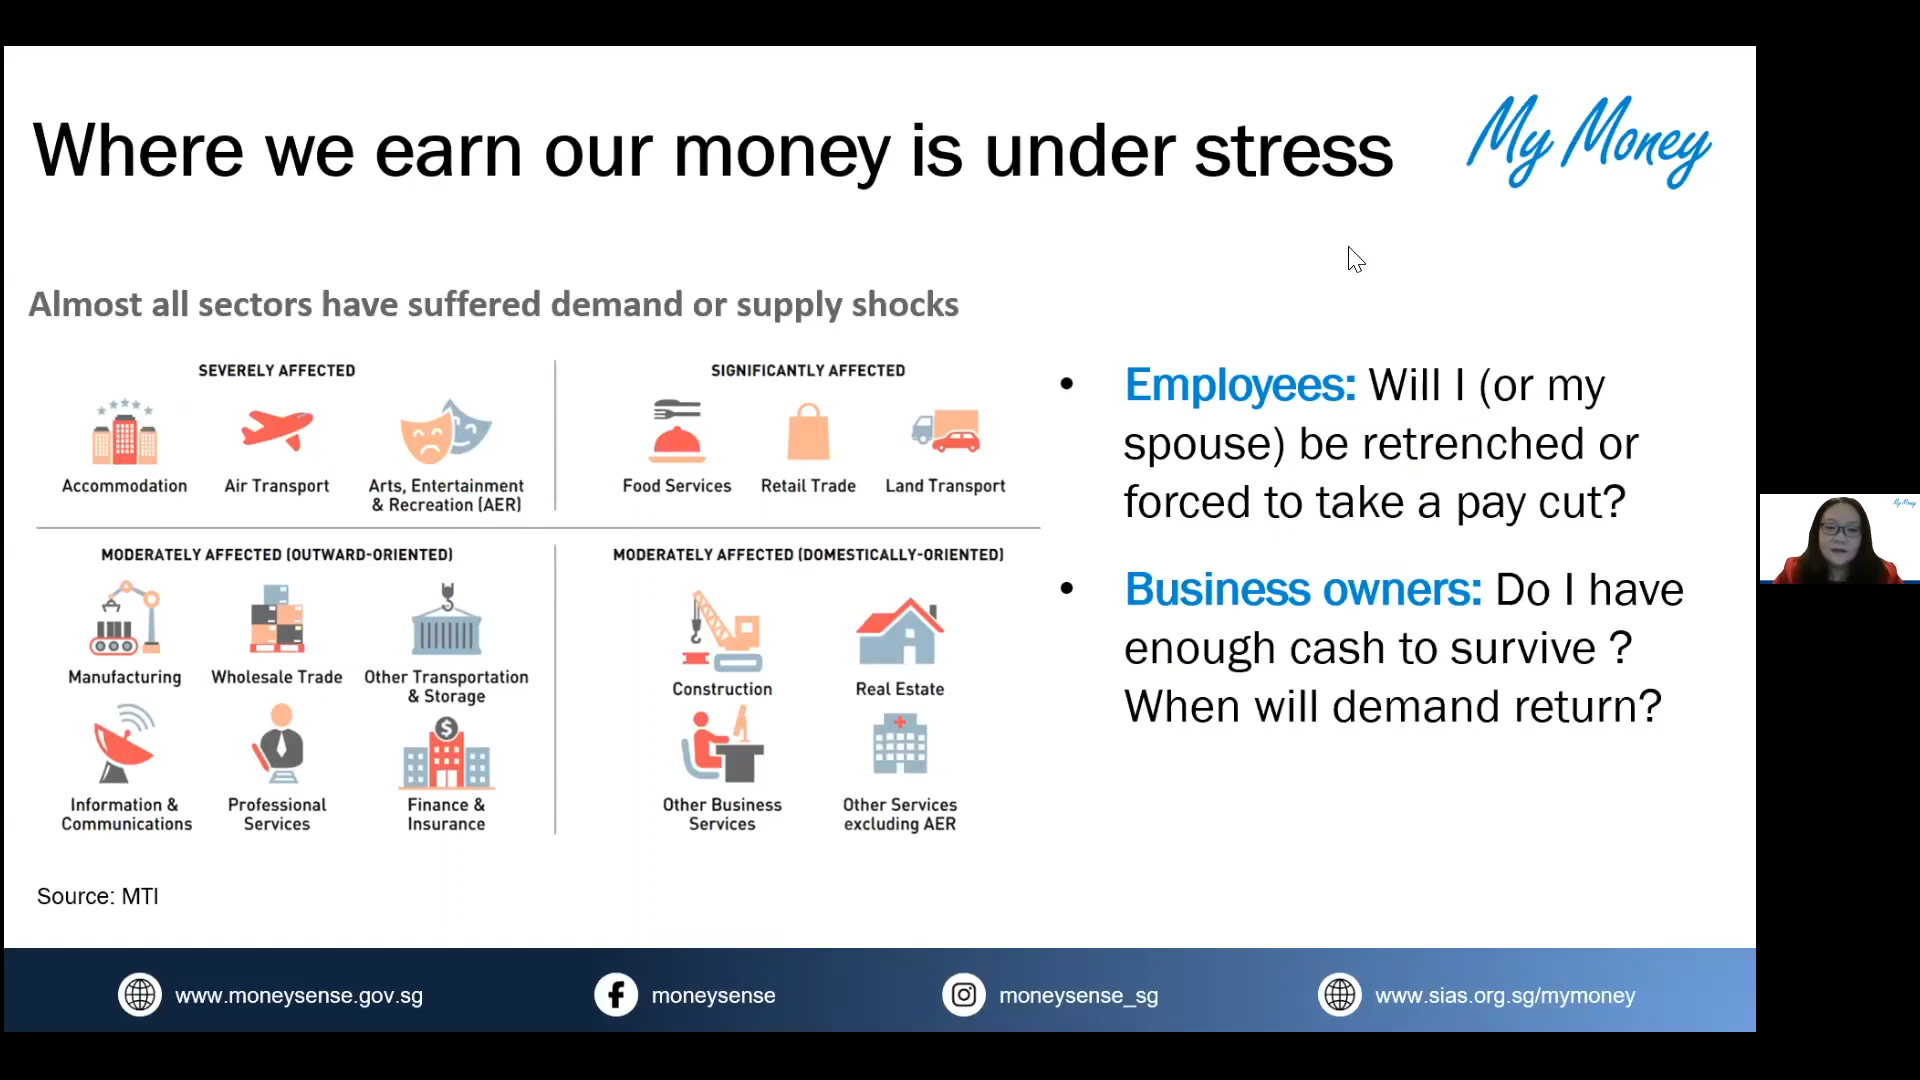 Where we earn our money is under stress
My Money
Almost all sectors have suffered demand or supply shocks
SEVERELY AFFECTED
Accommodation
Air Transport
Arts, Entertainment
& Recreation (AER)
SIGNIFICANTLY AFFECTED
Food Services
Retail Trade
Land Transport
MODERATELY AFFECTED (OUTWARD-ORIENTED)
Manufacturing
Wholesale Trade
Other Transportation
& Storage
Information &
Communications
Professional
Services
$
Finance &
Insurance
MODERATELY AFFECTED (DOMESTICALLY-ORIENTED)
Construction
Real Estate
Other Business
Services
Other Services
excluding AER
• Employees: Will I (or my
spouse) be retrenched or
forced to take a pay cut?
• Business owners: Do I have
enough cash to survive ?
When will demand return?
My Money
Source: MTI
www.moneysense.gov.sg
moneysense
moneysense_sg
www.sias.org.sg/mymoney